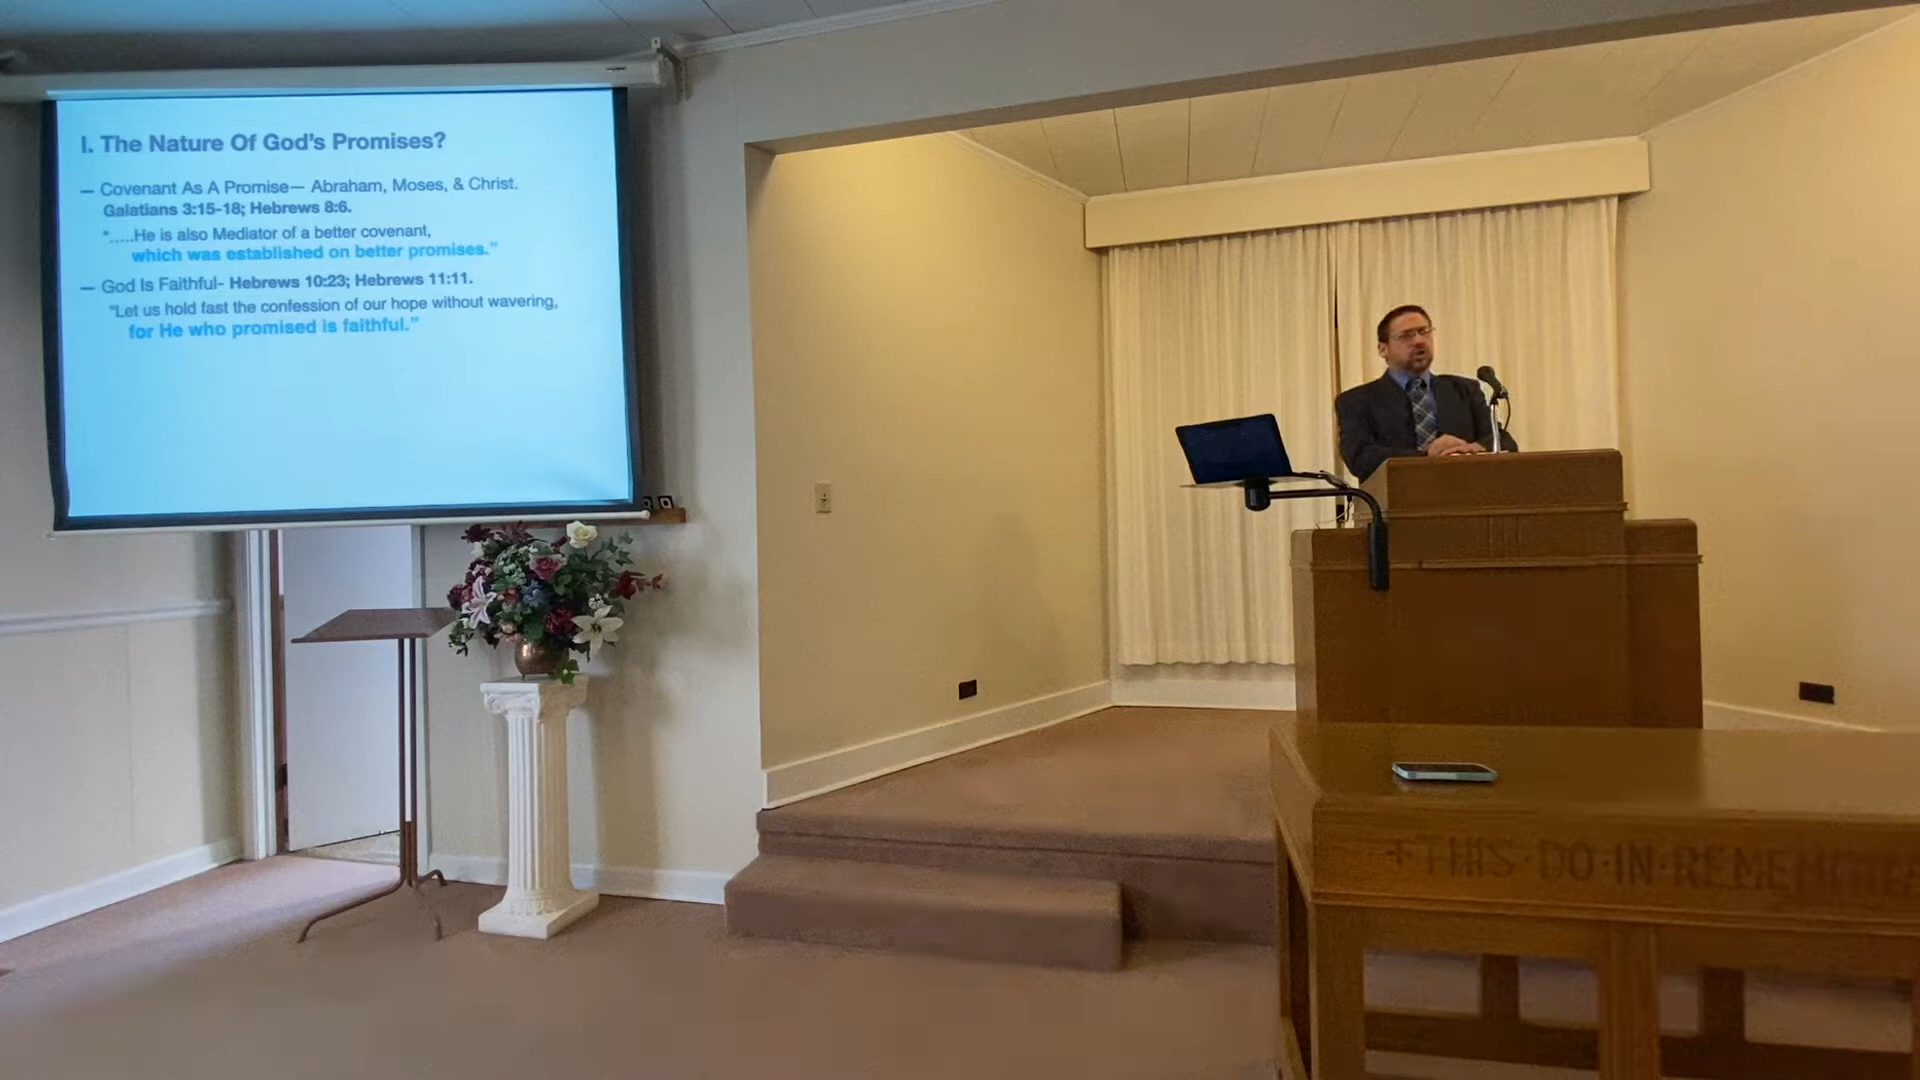 I. The Nature Of God's Promises?
— Covenant As A Promise— Abraham, Moses, & Christ.
Galatians 3:15-18; Hebrews 8:6.
".....He is also Mediator of a better covenant,
which was established on better promises."
— God Is Faithful- Hebrews 10:23; Hebrews 11:11.
"Let us hold fast the confession of our hope without wavering,
for He who promised is faithful."
THIS·DO·IN·REMEM